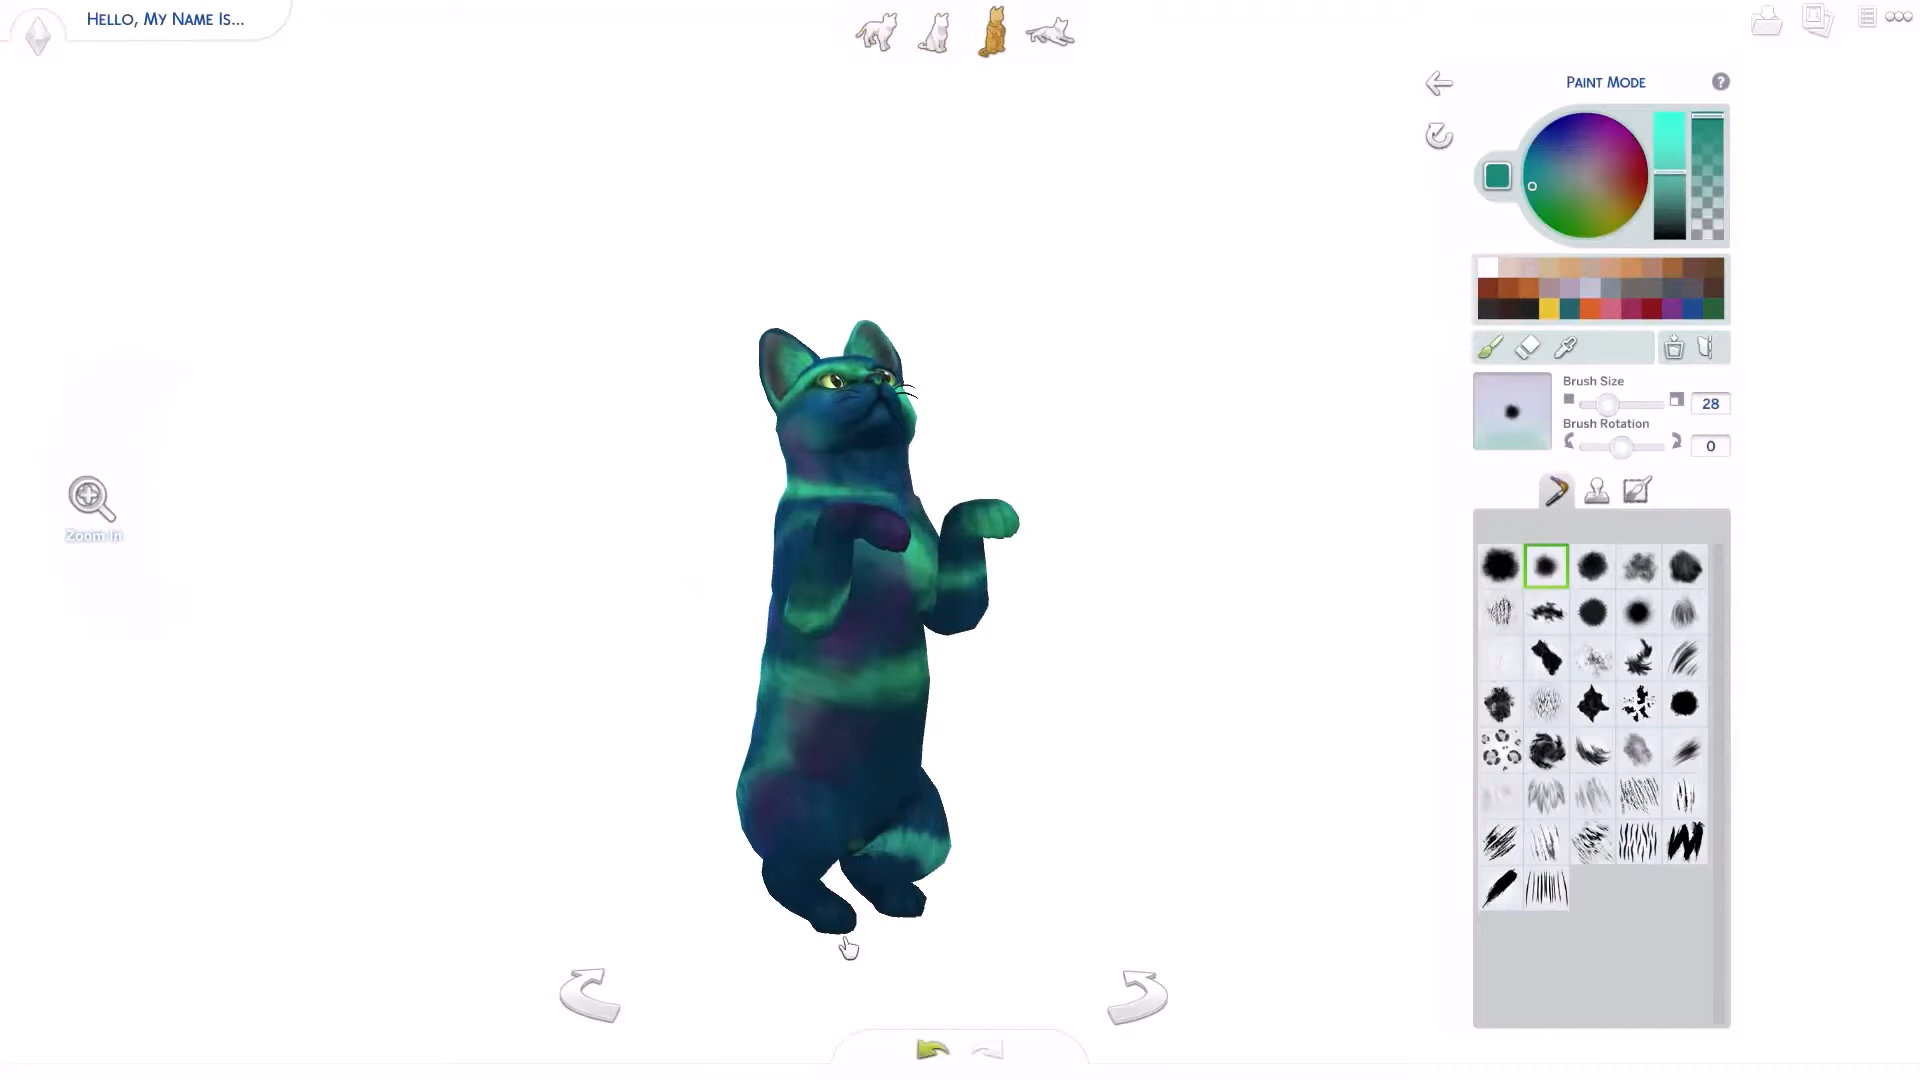 Hello, My Name Is...
Paint Mode
?
Brush Size
28
Brush Rotation
0
Zoom In